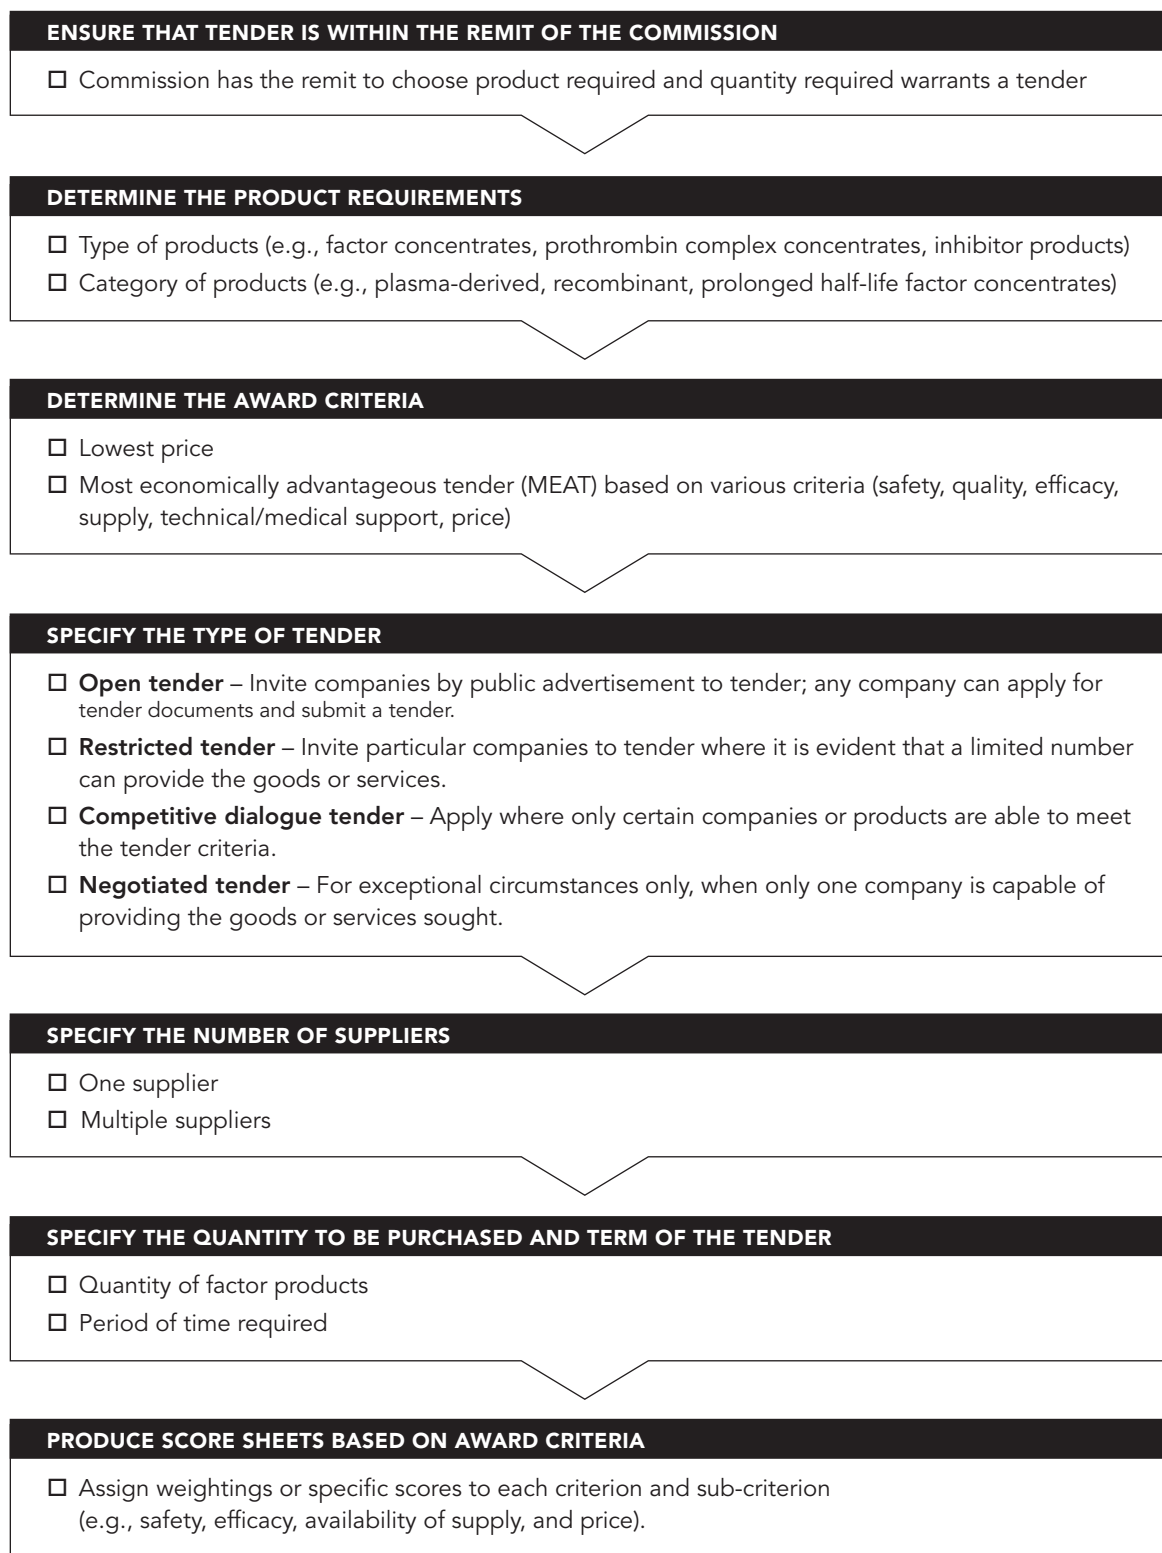 ENSURE THAT TENDER IS WITHIN THE REMIT OF THE COMMISSION
☐ Commission has the remit to choose product required and quantity required warrants a tender
DETERMINE THE PRODUCT REQUIREMENTS
☐ Type of products (e.g., factor concentrates, prothrombin complex concentrates, inhibitor products)
☐ Category of products (e.g., plasma-derived, recombinant, prolonged half-life factor concentrates)
DETERMINE THE AWARD CRITERIA
☐ Lowest price
☐ Most economically advantageous tender (MEAT) based on various criteria (safety, quality, efficacy,
supply, technical/medical support, price)
SPECIFY THE TYPE OF TENDER
☐ Open tender – Invite companies by public advertisement to tender; any company can apply for
tender documents and submit a tender.
☐ Restricted tender – Invite particular companies to tender where it is evident that a limited number
can provide the goods or services.
☐ Competitive dialogue tender – Apply where only certain companies or products are able to meet
the tender criteria.
☐ Negotiated tender – For exceptional circumstances only, when only one company is capable of
providing the goods or services sought.
SPECIFY THE NUMBER OF SUPPLIERS
☐ One supplier
☐ Multiple suppliers
SPECIFY THE QUANTITY TO BE PURCHASED AND TERM OF THE TENDER
☐ Quantity of factor products
☐ Period of time required
PRODUCE SCORE SHEETS BASED ON AWARD CRITERIA
☐ Assign weightings or specific scores to each criterion and sub-criterion
(e.g., safety, efficacy, availability of supply, and price).